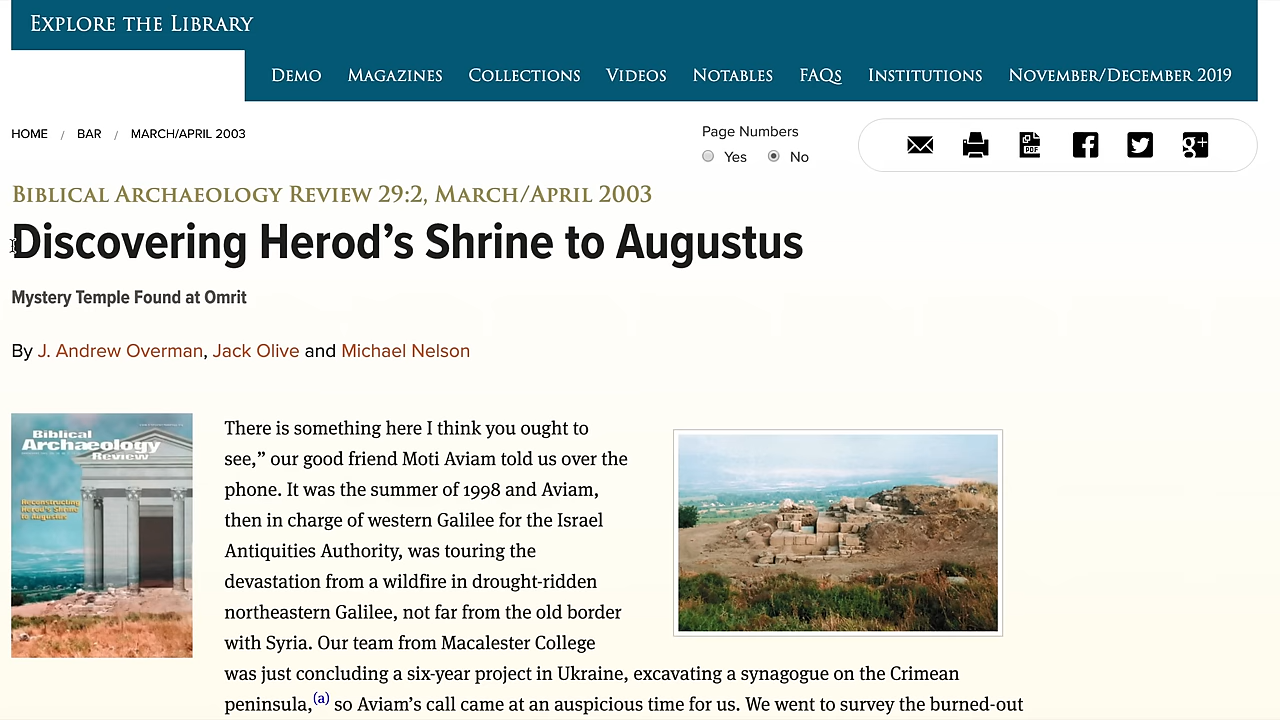 Explore the Library
Demo Magazines Collections Videos Notables FAQs Institutions November/December 2019
HOME / BAR / MARCH/APRIL 2003
Page Numbers
Yes No
PDF
g+
Biblical Archaeology Review 29:2, March/April 2003
Discovering Herod’s Shrine to Augustus
Mystery Temple Found at Omrit
By J. Andrew Overman, Jack Olive and Michael Nelson
Biblical
Archaeology
Review
Reconstructing
Herod's Shrine
to Augustus
There is something here I think you ought to
see,” our good friend Moti Aviam told us over the
phone. It was the summer of 1998 and Aviam,
then in charge of western Galilee for the Israel
Antiquities Authority, was touring the
devastation from a wildfire in drought-ridden
northeastern Galilee, not far from the old border
with Syria. Our team from Macalester College
was just concluding a six-year project in Ukraine, excavating a synagogue on the Crimean
peninsula,(a) so Aviam’s call came at an auspicious time for us. We went to survey the burned-out